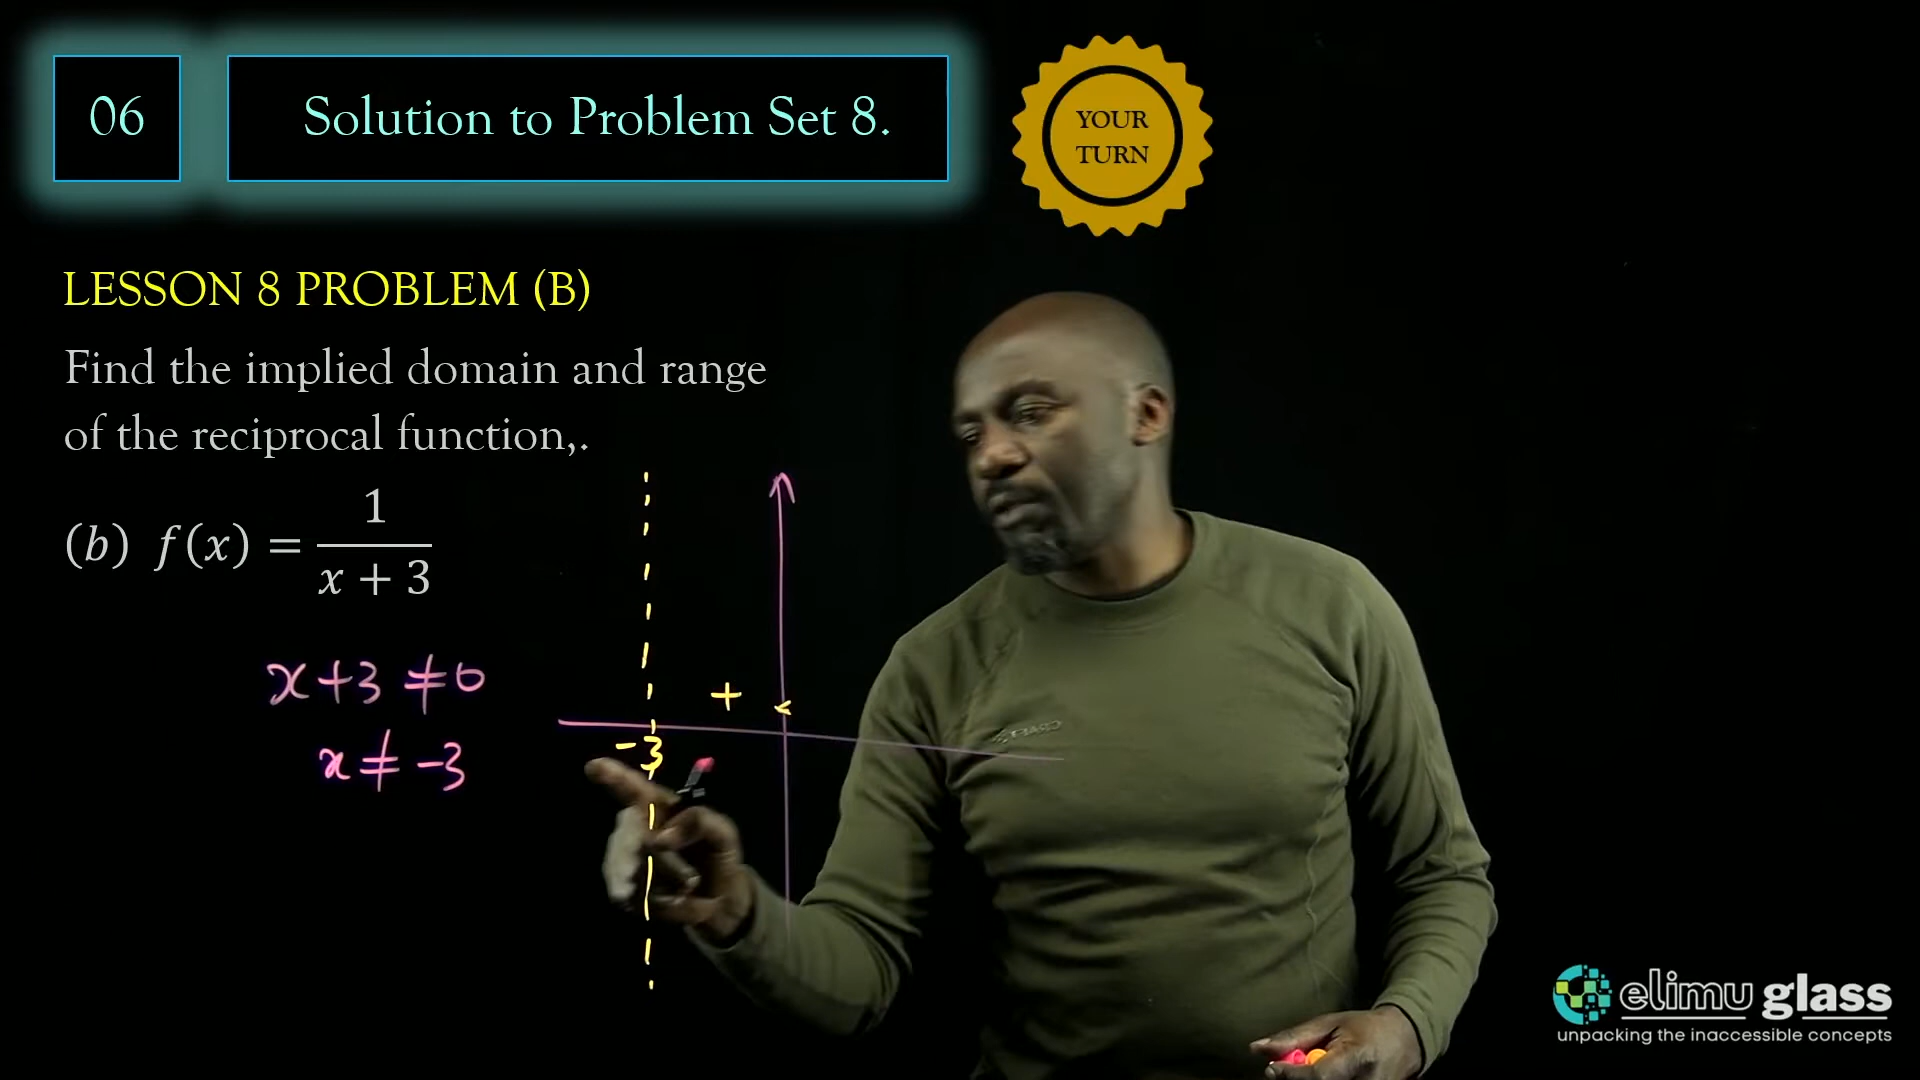 06
Solution to Problem Set 8.
YOUR
TURN
LESSON 8 PROBLEM (B)
Find the implied domain and range
of the reciprocal function,.
(b) f(x) = 1
x + 3
x+3 ≠0
x ≠ -3
+
-3
elimu glass
unpacking the inaccessible concepts